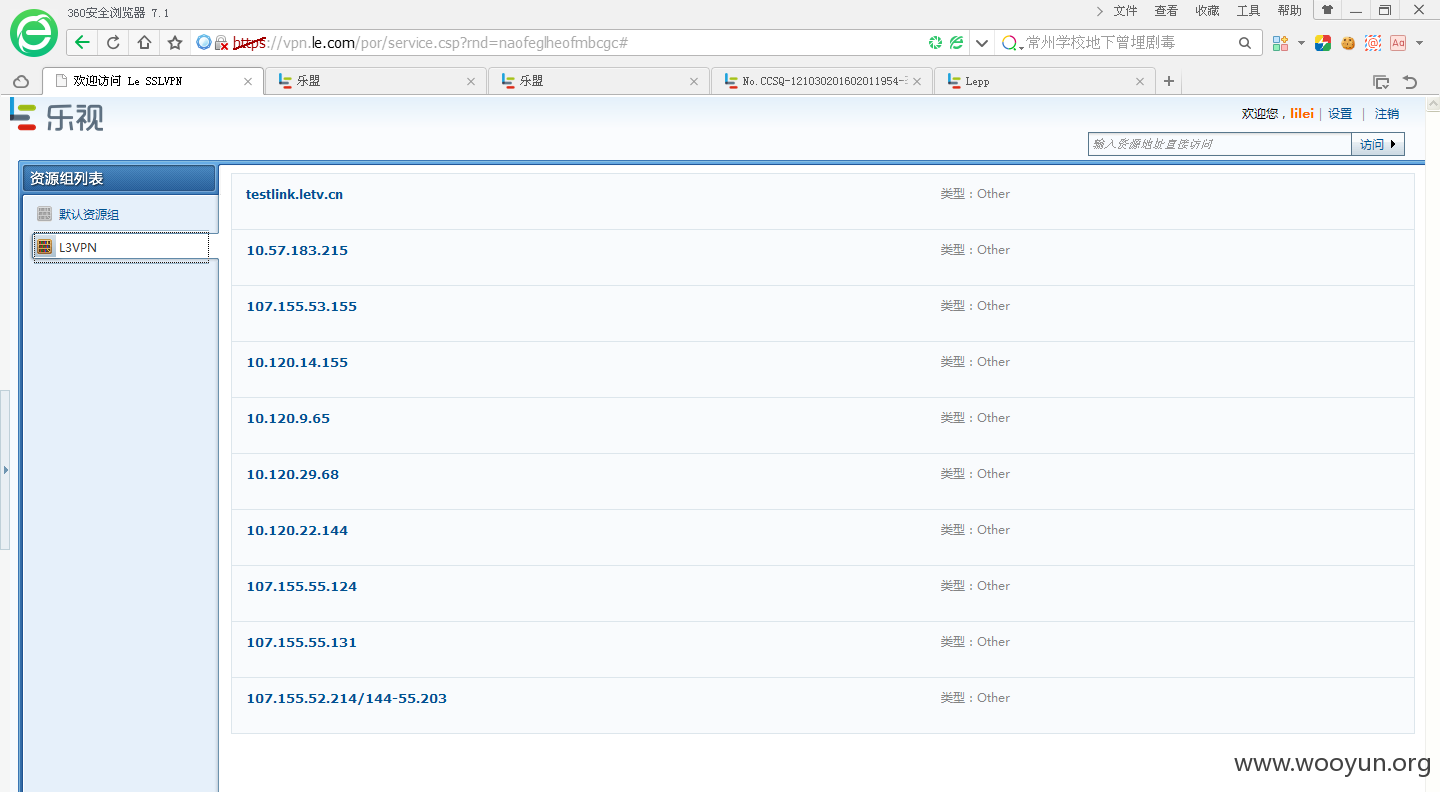 360安全浏览器 7.1
文件 查看 收藏 工具 帮助
https://vpn.le.com/por/service.csp?rnd=naofeglheofmbcgc#
常州学校地下曾埋剧毒
欢迎访问 Le SSLVPN
乐盟
乐盟
No.CCSQ-121030201602011954-
Lepp
乐视
欢迎您，lilei | 设置 | 注销
输入资源地址直接访问
访问
资源组列表
默认资源组
L3VPN
testlink.letv.cn 类型：Other
10.57.183.215 类型：Other
107.155.53.155 类型：Other
10.120.14.155 类型：Other
10.120.9.65 类型：Other
10.120.29.68 类型：Other
10.120.22.144 类型：Other
107.155.55.124 类型：Other
107.155.55.131 类型：Other
107.155.52.214/144-55.203 类型：Other
www.wooyun.org